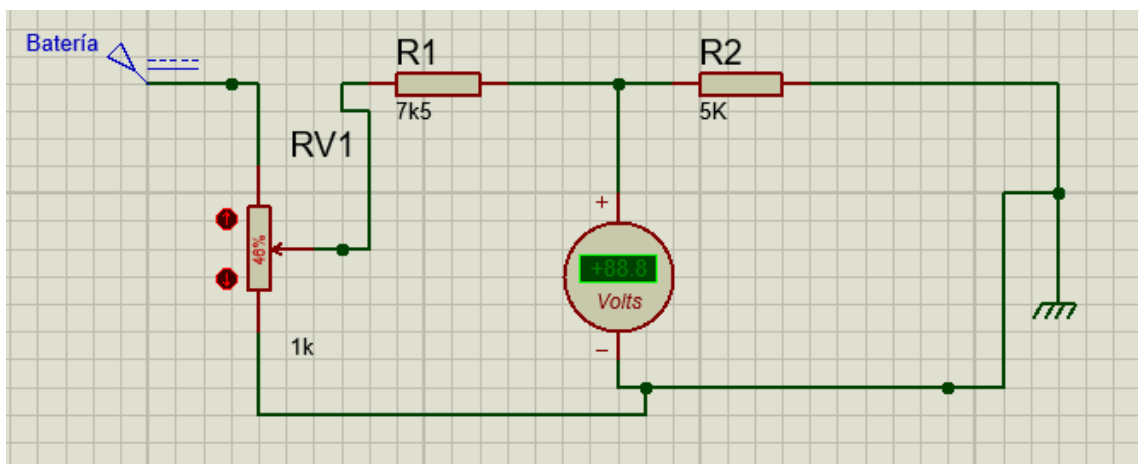 Batería
R1
R2
7k5
5K
RV1
46%
+
+88.8
Volts
−
1k